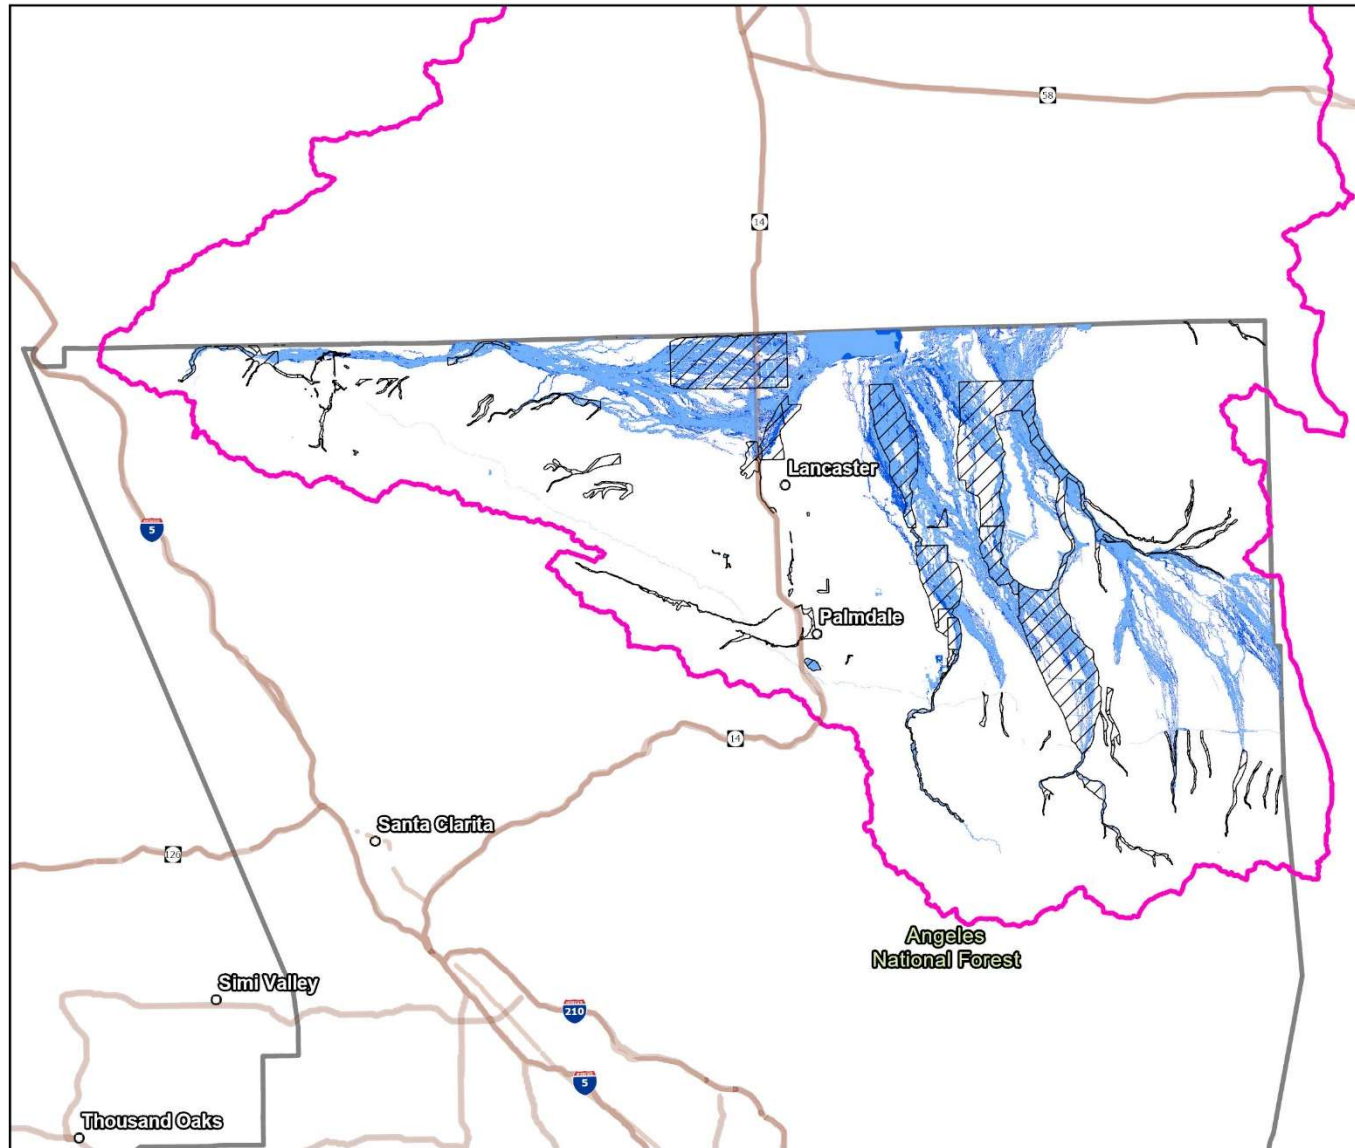 58
14
Lancaster
5
Palmdale
14
Santa Clarita
126
Angeles
National Forest
Simi Valley
210
5
Thousand Oaks